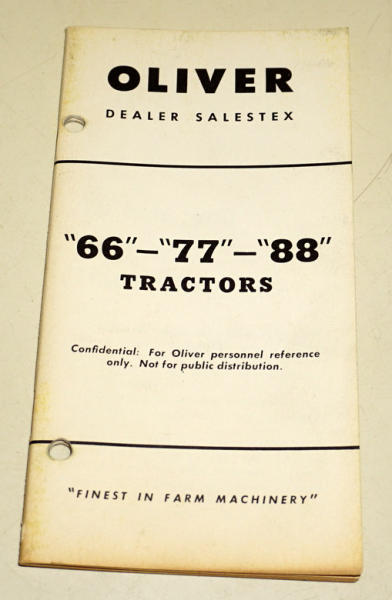 OLIVER
DEALER SALESTEX
"66"—"77"—"88"
TRACTORS
Confidential: For Oliver personnel reference
only. Not for public distribution.
"FINEST IN FARM MACHINERY"